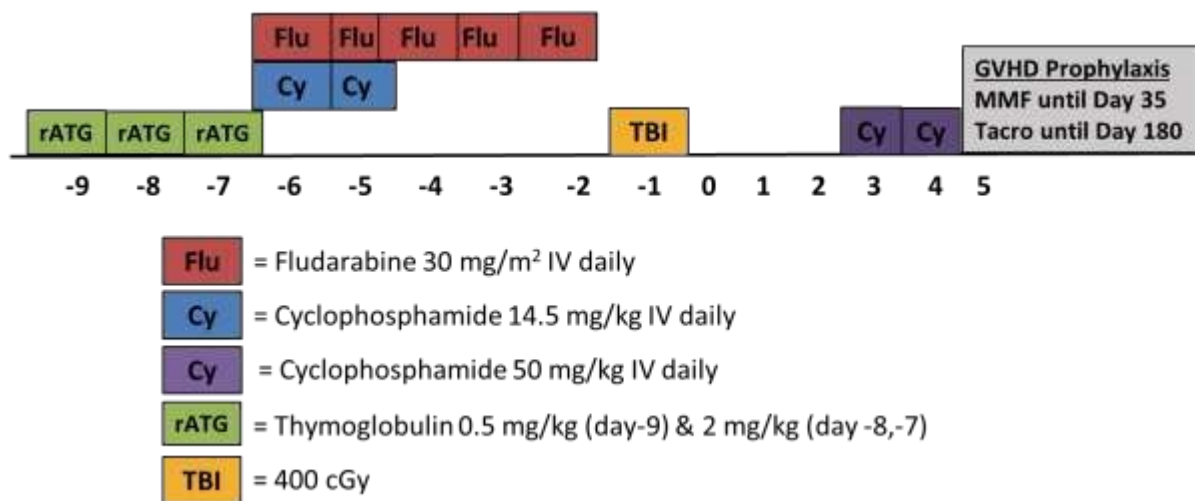 Flu Flu Flu Flu Flu
Cy Cy
GVHD Prophylaxis
MMF until Day 35
Tacro until Day 180
rATG rATG rATG TBI Cy Cy
-9 -8 -7 -6 -5 -4 -3 -2 -1 0 1 2 3 4 5
Flu = Fludarabine 30 mg/m² IV daily
Cy = Cyclophosphamide 14.5 mg/kg IV daily
Cy = Cyclophosphamide 50 mg/kg IV daily
rATG = Thymoglobulin 0.5 mg/kg (day-9) & 2 mg/kg (day -8,-7)
TBI = 400 cGy